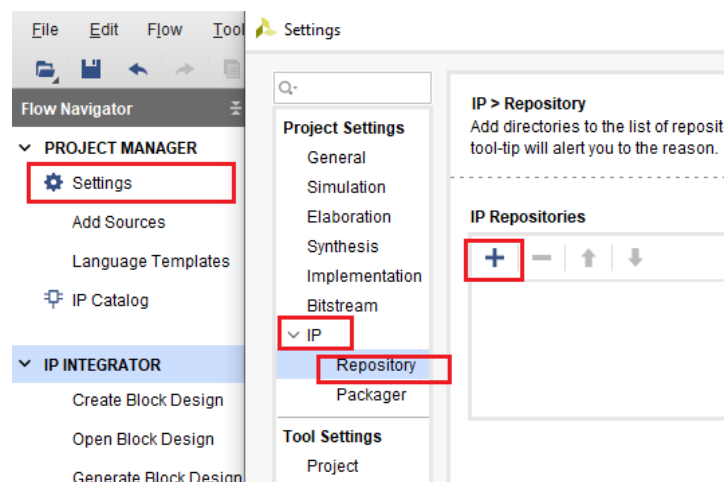 File Edit Flow Tool
Flow Navigator
PROJECT MANAGER
Settings
Add Sources
Language Templates
IP Catalog
IP INTEGRATOR
Create Block Design
Open Block Design
Generate Block Design
Settings
Project Settings
General
Simulation
Elaboration
Synthesis
Implementation
Bitstream
IP
Repository
Packager
Tool Settings
Project
IP > Repository
Add directories to the list of reposit
tool-tip will alert you to the reason.
IP Repositories